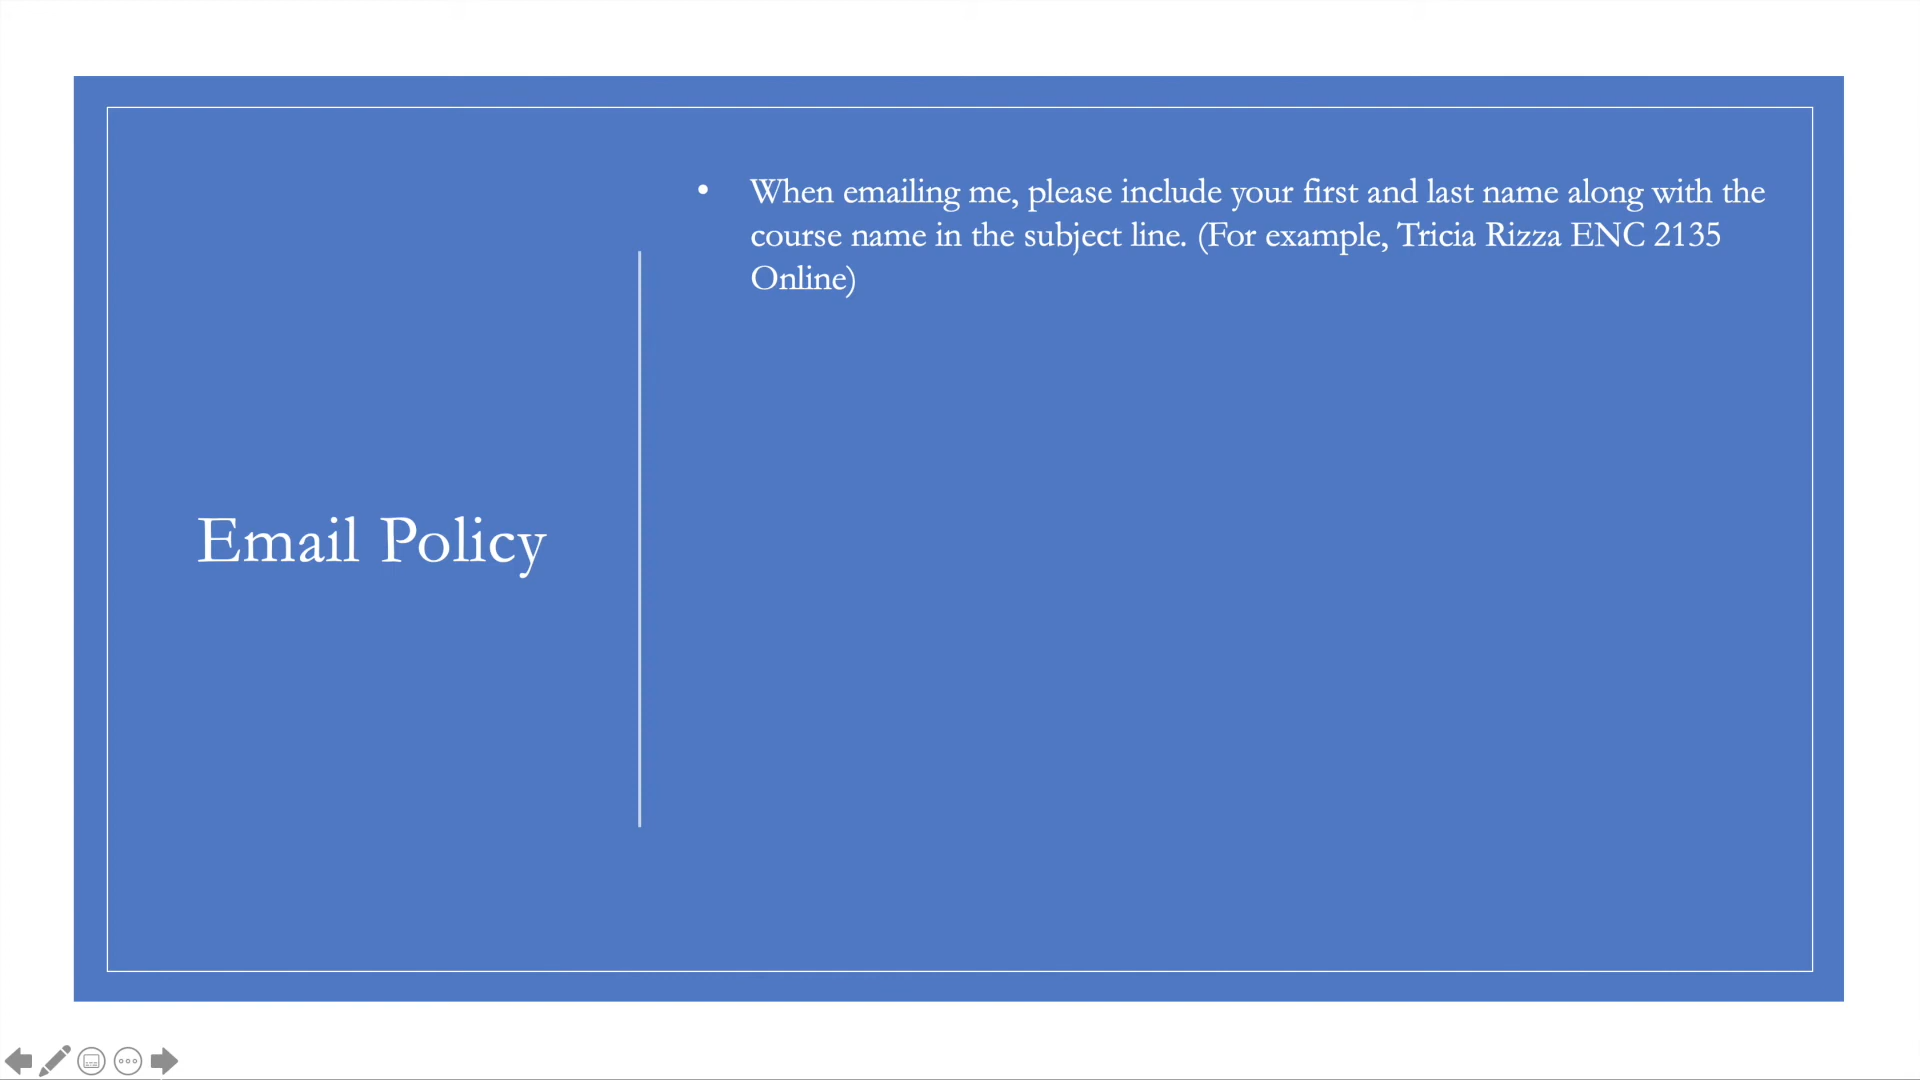 Email Policy
• When emailing me, please include your first and last name along with the
course name in the subject line. (For example, Tricia Rizza ENC 2135
Online)